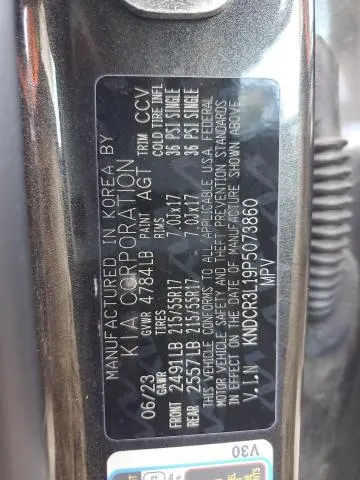 MANUFACTURED IN KOREA BY
KIA CORPORATION
06/23 GVWR 4784LB PAINT AGT TRIM CCV
GAWR TIRES RIMS COLD TIRE INFL
FRONT 2491LB 215/55R17 7.0Jx17 36 PSI SINGLE
REAR 2557LB 215/55R17 7.0Jx17 36 PSI SINGLE
THIS VEHICLE CONFORMS TO ALL APPLICABLE U.S.A. FEDERAL
MOTOR VEHICLE SAFETY AND THEFT PREVENTION STANDARDS
IN EFFECT ON THE DATE OF MANUFACTURE SHOWN ABOVE.
V.I.N KNDCR3L19P5073860
MPV
V30